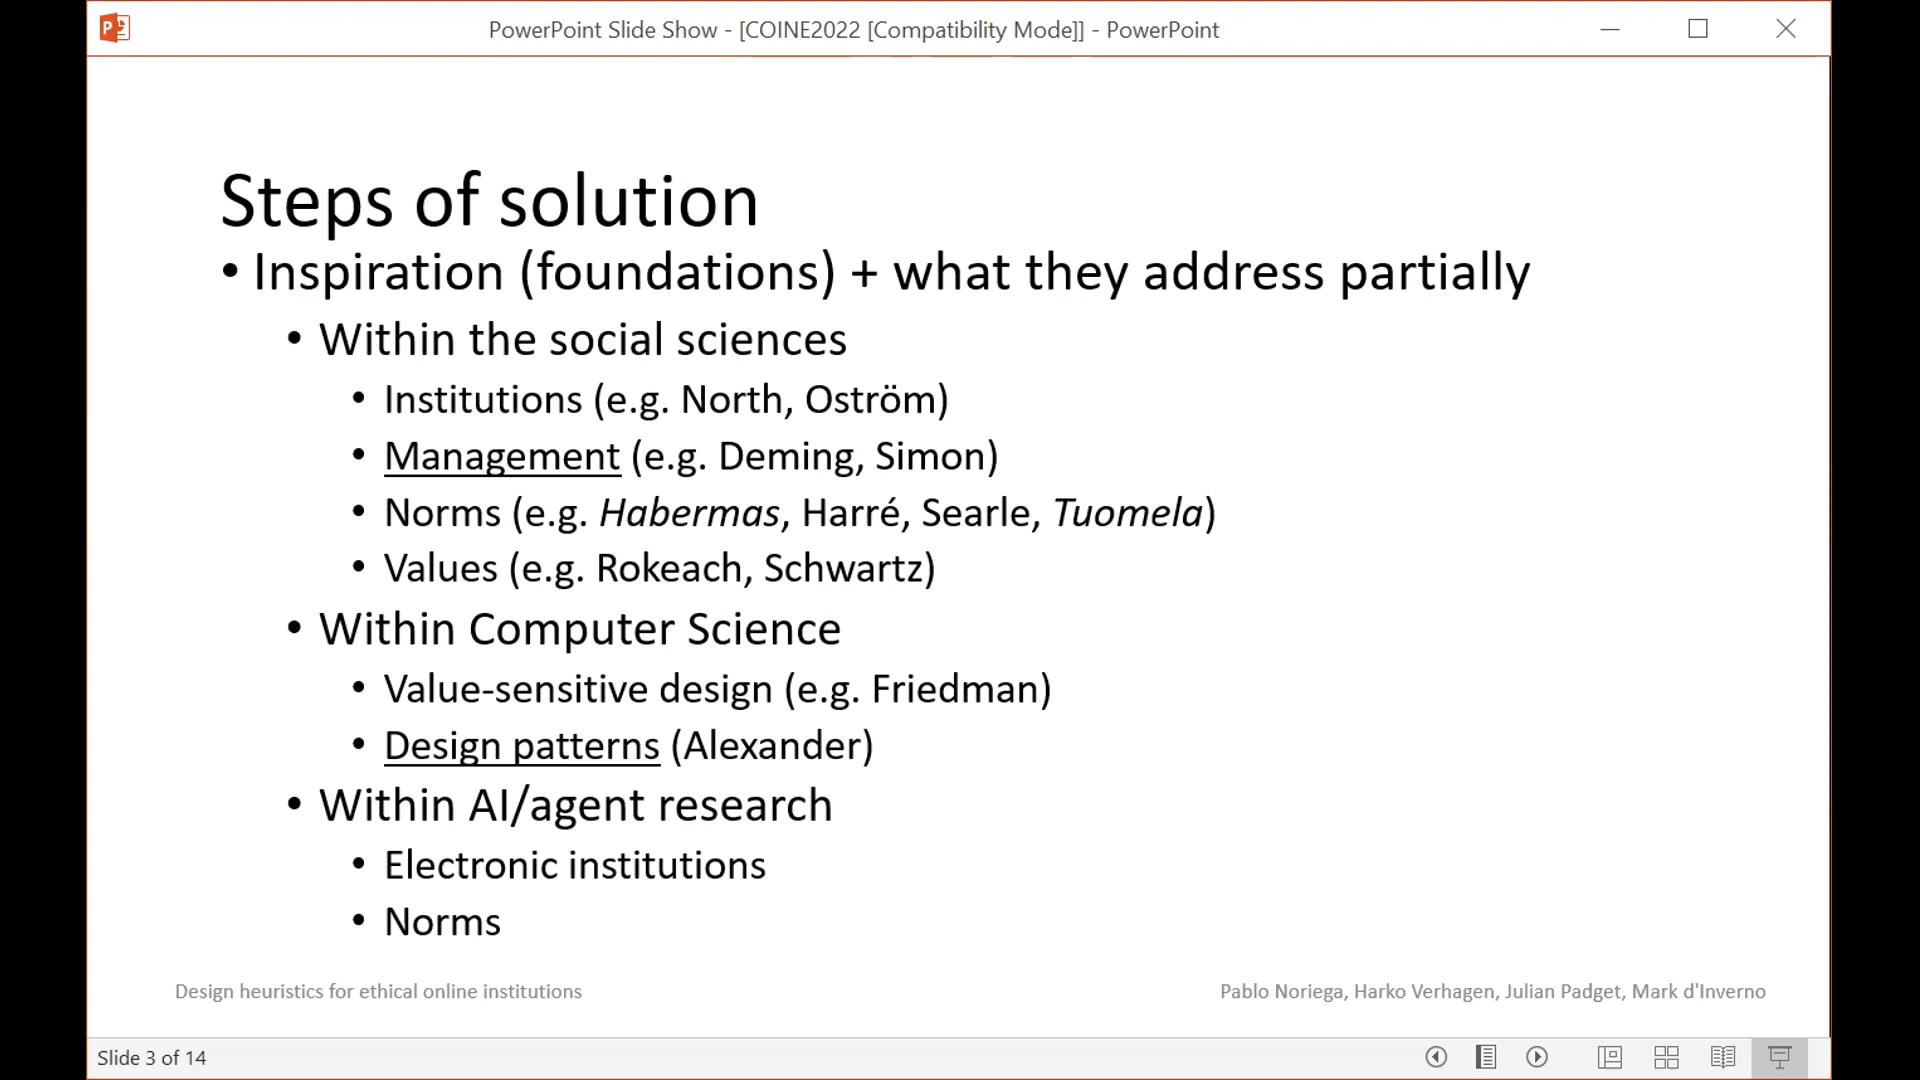 PowerPoint Slide Show - [COINE2022 [Compatibility Mode]] - PowerPoint
Steps of solution
• Inspiration (foundations) + what they address partially
• Within the social sciences
• Institutions (e.g. North, Oström)
• Management (e.g. Deming, Simon)
• Norms (e.g. Habermas, Harré, Searle, Tuomela)
• Values (e.g. Rokeach, Schwartz)
• Within Computer Science
• Value-sensitive design (e.g. Friedman)
• Design patterns (Alexander)
• Within AI/agent research
• Electronic institutions
• Norms
Design heuristics for ethical online institutions
Pablo Noriega, Harko Verhagen, Julian Padget, Mark d'Inverno
Slide 3 of 14